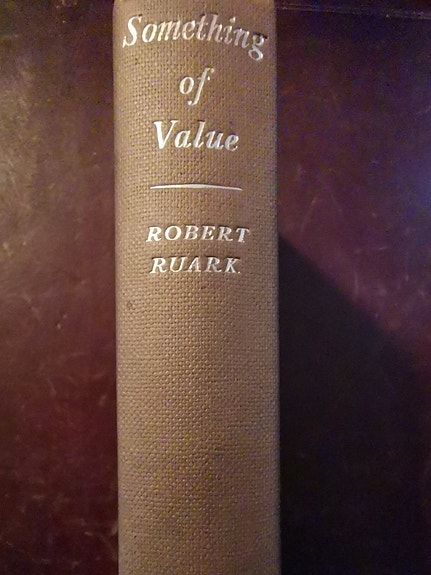 Something
of
Value
ROBERT
RUARK